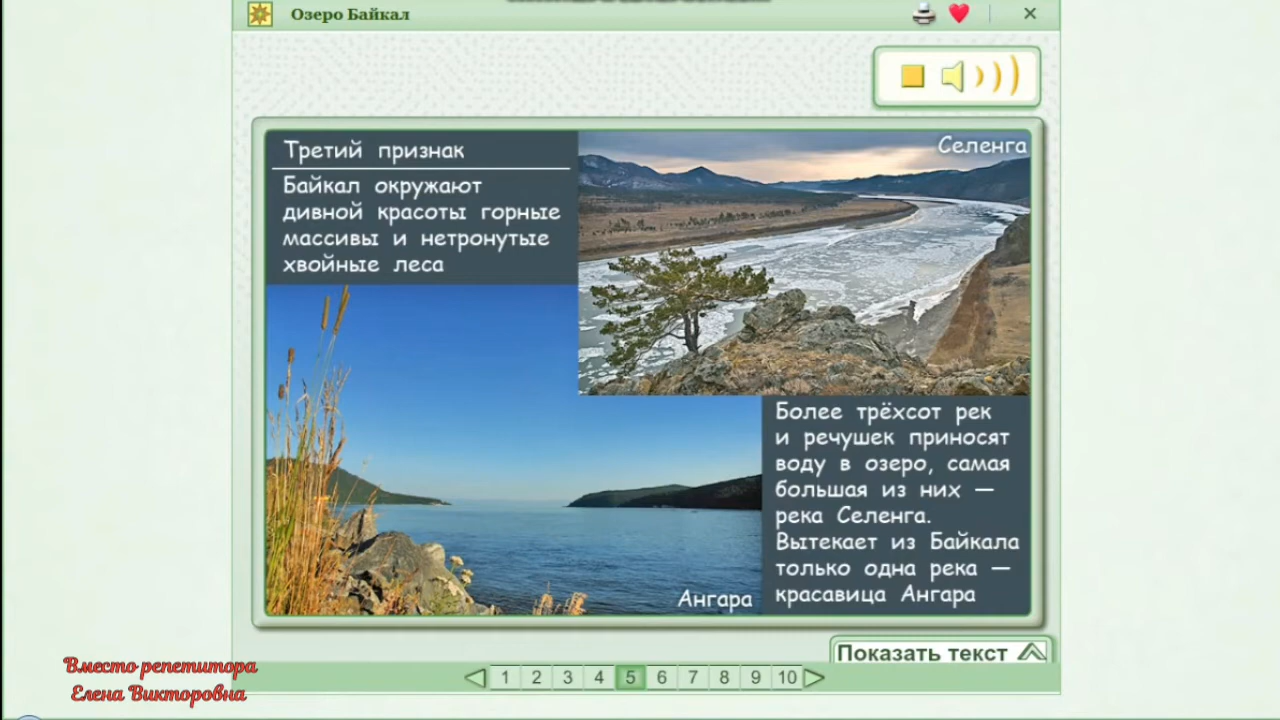 Озеро Байкал
Третий признак
Байкал окружают
дивной красоты горные
массивы и нетронутые
хвойные леса
Селенга
Ангара
Более трёхсот рек
и речушек приносят
воду в озеро, самая
большая из них —
река Селенга.
Вытекает из Байкала
только одна река —
красавица Ангара
Показать текст
Вместо репетитора
Елена Викторовна
1 2 3 4 5 6 7 8 9 10